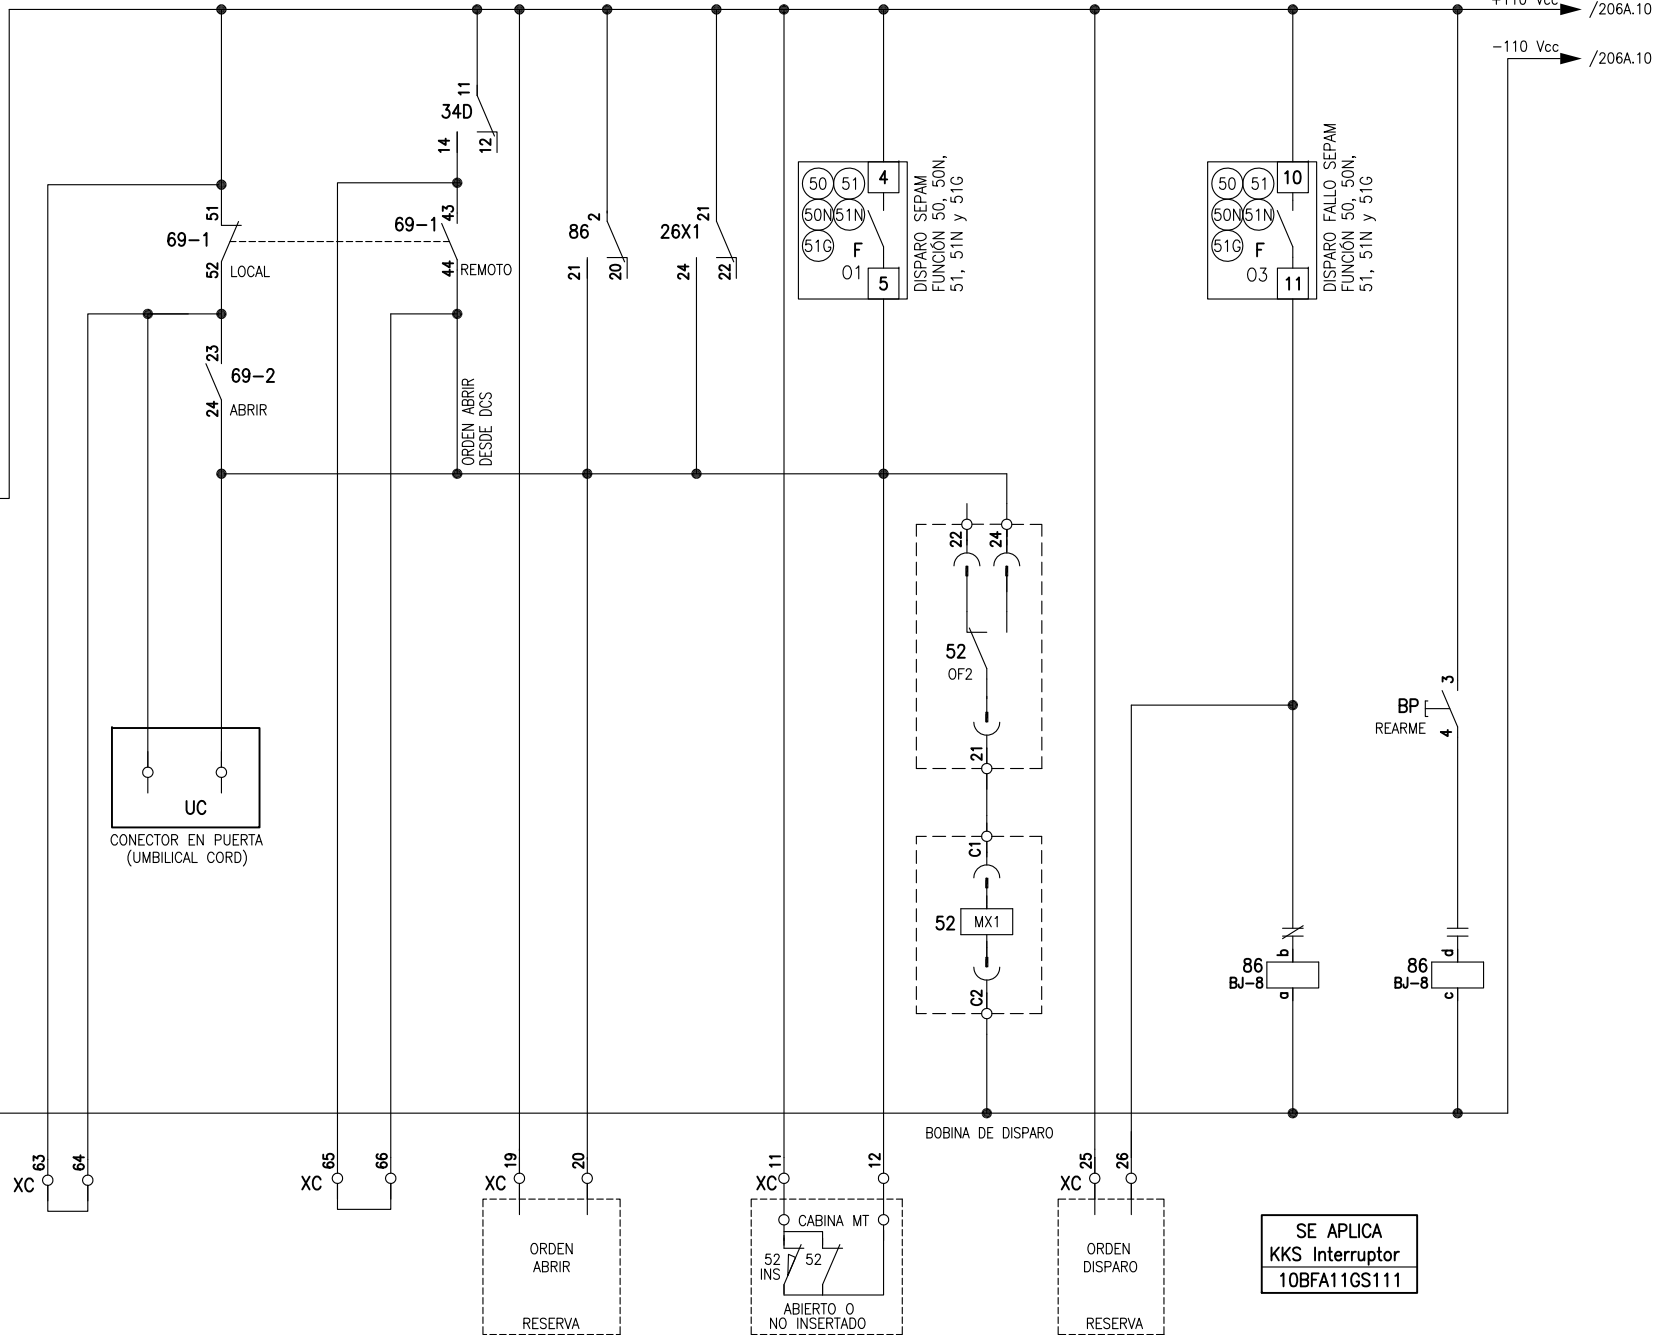 +110 Vcc
/206A.10
-110 Vcc
/206A.10
11
34D
14
12
51
69-1
52
LOCAL
43
69-1
44
REMOTO
2
86
21
20
21
26X1
24
22
50
51
4
50N
51N
51G
F
O1
5
DISPARO SEPAM
FUNCIÓN 50, 50N,
51, 51N y 51G
50
51
10
50N
51N
51G
F
O3
11
DISPARO FALLO SEPAM
FUNCIÓN 50, 50N,
51, 51N y 51G
23
69-2
24
ABRIR
ORDEN ABRIR
DESDE DCS
22
24
52
OF2
21
3
BP
REARME
4
UC
CONECTOR EN PUERTA
(UMBILICAL CORD)
C1
52
MX1
C2
b
86
BJ-8
a
d
86
BJ-8
c
BOBINA DE DISPARO
XC
63
64
XC
65
66
XC
19
20
XC
11
12
XC
25
26
ORDEN
ABRIR
RESERVA
CABINA MT
52
INS
52
ABIERTO O
NO INSERTADO
ORDEN
DISPARO
RESERVA
SE APLICA
KKS Interruptor
10BFA11GS111